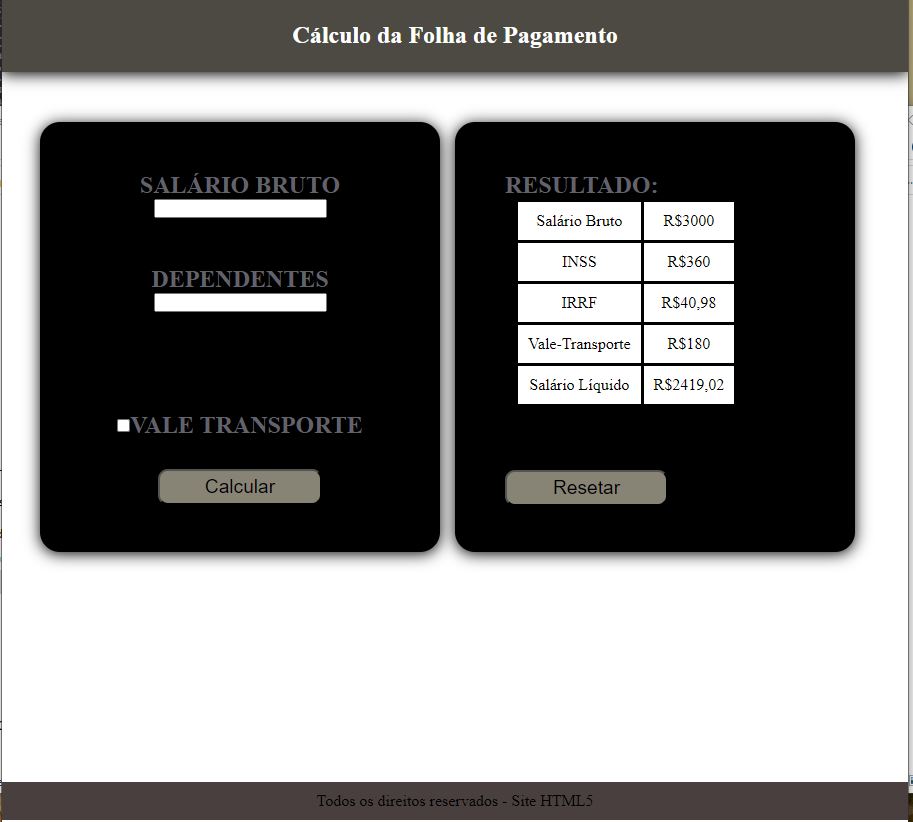 Cálculo da Folha de Pagamento
SALÁRIO BRUTO
DEPENDENTES
VALE TRANSPORTE
Calcular
RESULTADO:
Salário Bruto R$3000
INSS R$360
IRRF R$40,98
Vale-Transporte R$180
Salário Líquido R$2419,02
Resetar
Todos os direitos reservados - Site HTML5